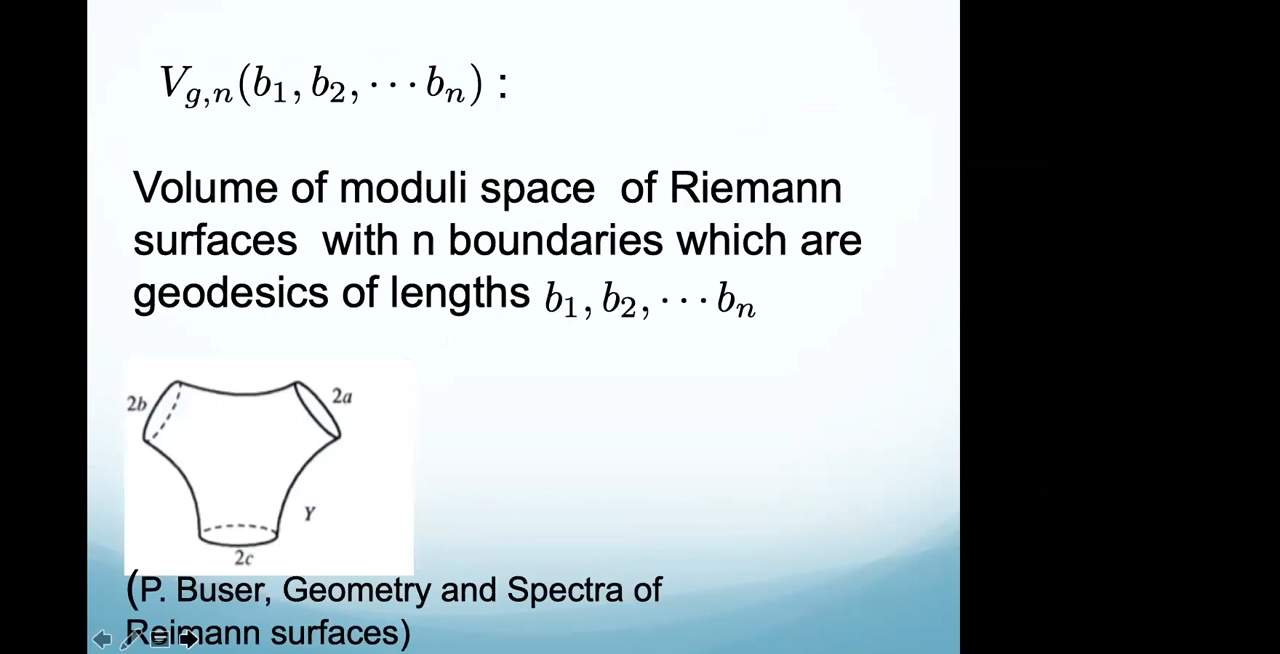 V_{g,n}(b_1, b_2, ⋯ b_n) :
Volume of moduli space of Riemann
surfaces with n boundaries which are
geodesics of lengths b_1, b_2, ⋯ b_n
2b
2a
Y
2c
(P. Buser, Geometry and Spectra of
Reimann surfaces)